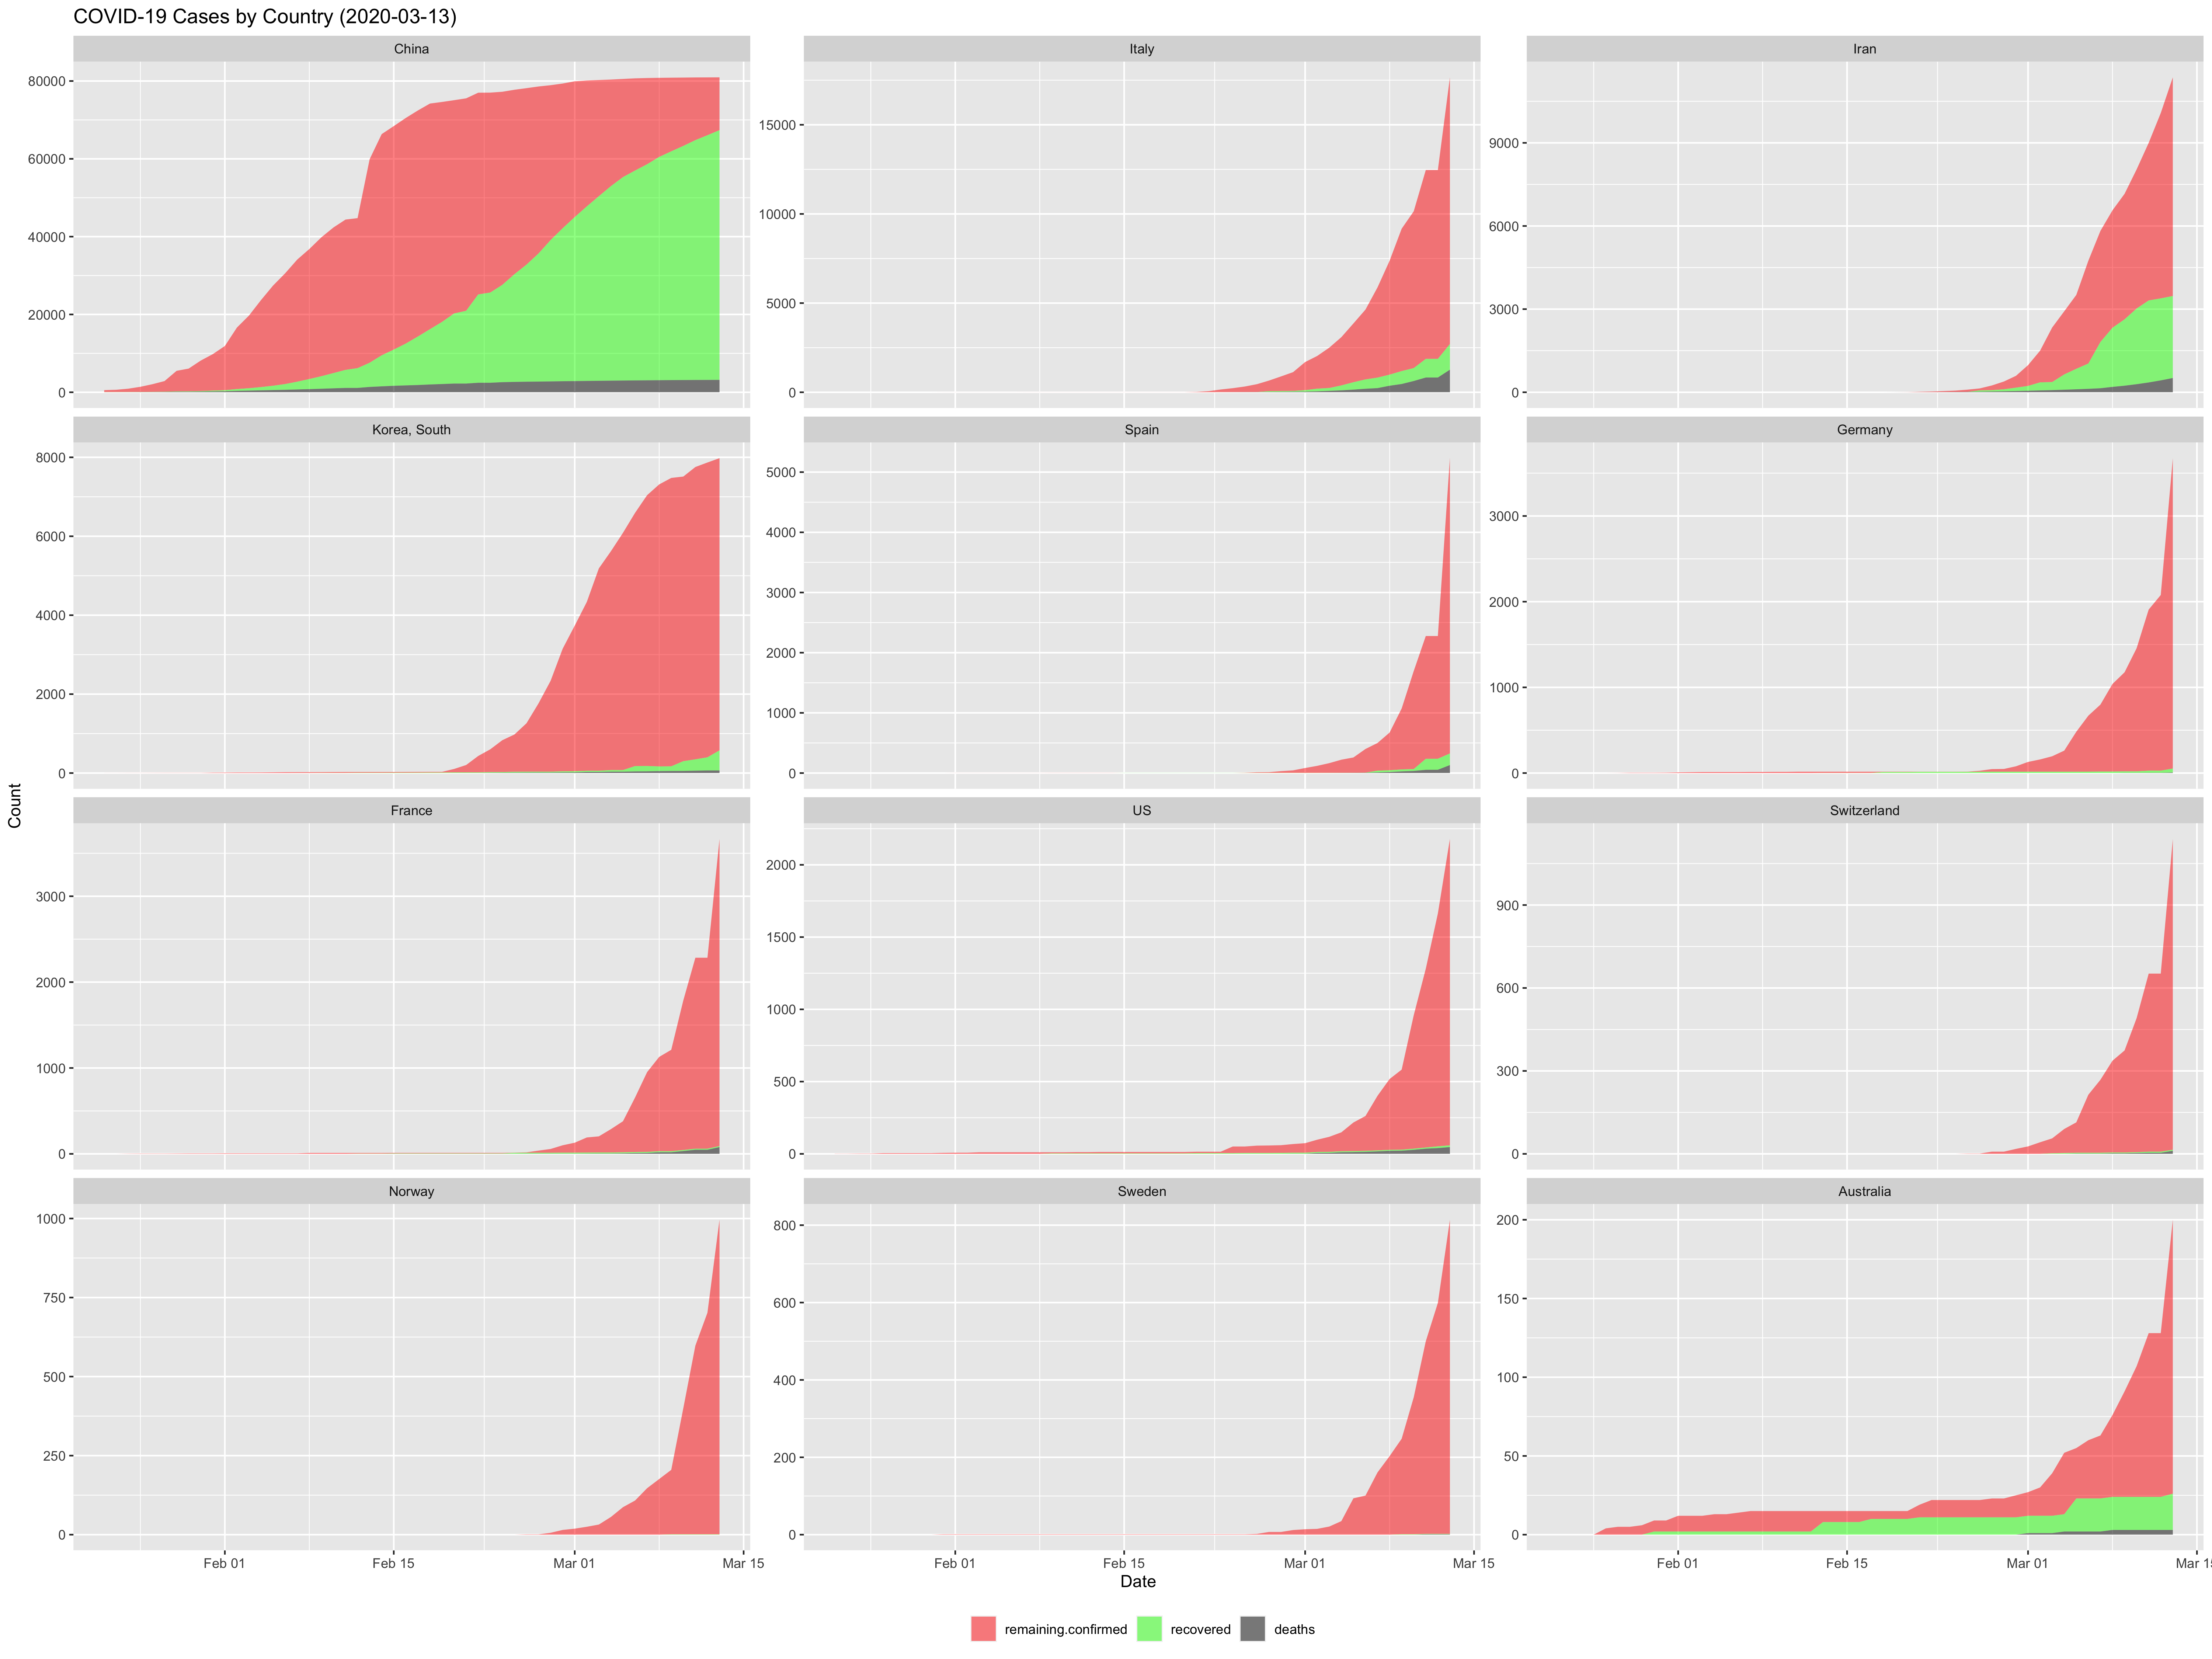 COVID-19 Cases by Country (2020-03-13)
China
Italy
Iran
80000
60000
40000
20000
0
15000
10000
5000
0
9000
6000
3000
0
Korea, South
Spain
Germany
8000
6000
4000
2000
0
5000
4000
3000
2000
1000
0
3000
2000
1000
0
Count
France
US
Switzerland
3000
2000
1000
0
2000
1500
1000
500
0
900
600
300
0
Norway
Sweden
Australia
1000
750
500
250
0
800
600
400
200
0
200
150
100
50
0
Feb 01 Feb 15 Mar 01 Mar 15
Feb 01 Feb 15 Mar 01 Mar 15
Feb 01 Feb 15 Mar 01 Mar 15
Date
remaining.confirmed recovered deaths